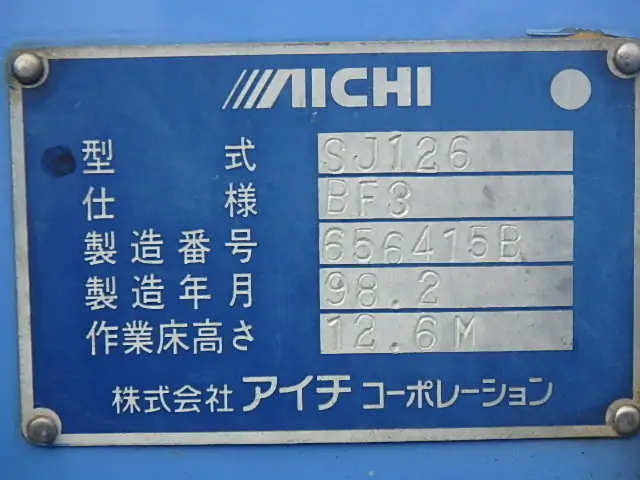 AICHI
型式 SJ126
仕様 BF3
製造番号 656415B
製造年月 98.2
作業床高さ 12.6M
株式会社 アイチ コーポレーション